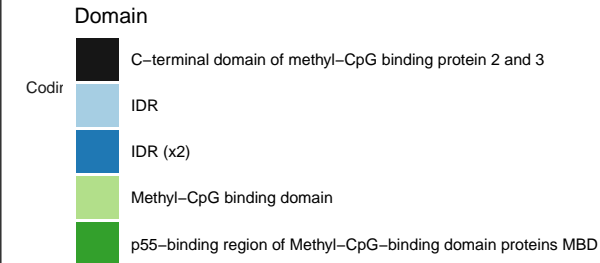 Domain
C−terminal domain of methyl−CpG binding protein 2 and 3
IDR
IDR (x2)
Methyl−CpG binding domain
p55−binding region of Methyl−CpG−binding domain proteins MBD